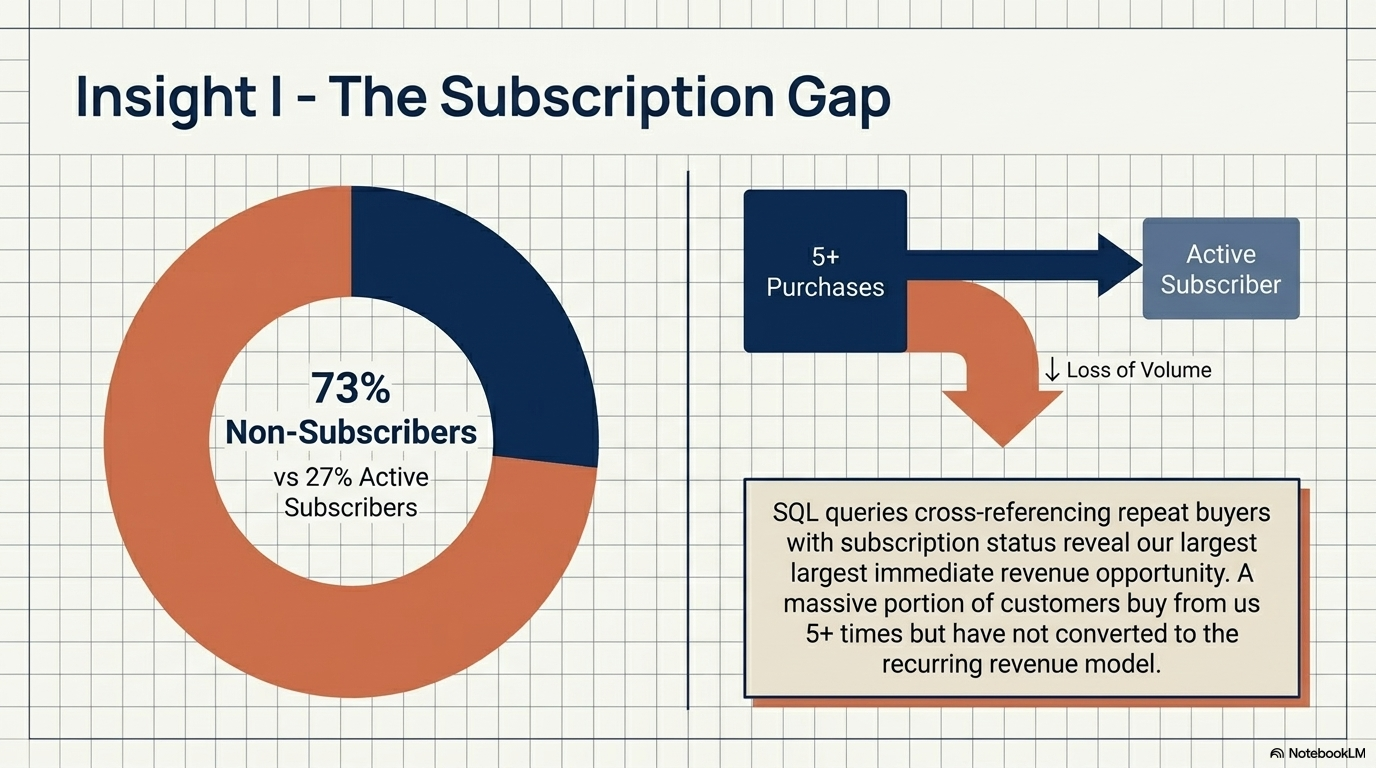 Insight I - The Subscription Gap
73%
Non-Subscribers
vs 27% Active
Subscribers
5+
Purchases
Active
Subscriber
↓ Loss of Volume
SQL queries cross-referencing repeat buyers
with subscription status reveal our largest
largest immediate revenue opportunity. A
massive portion of customers buy from us
5+ times but have not converted to the
recurring revenue model.
NotebookLM